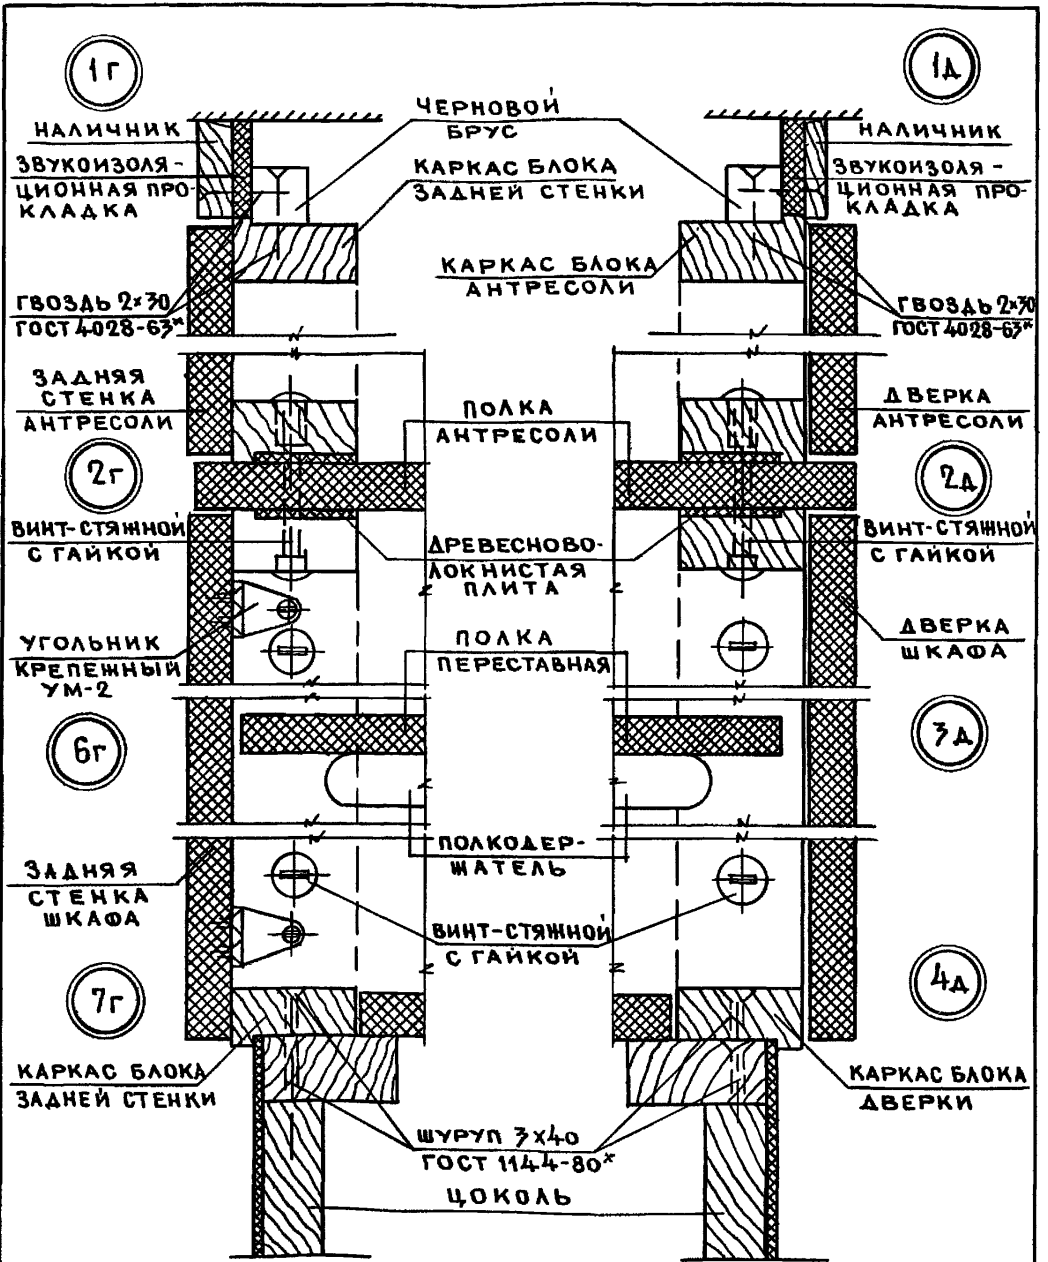 1г
1д
ЧЕРНОВОЙ
БРУС
НАЛИЧНИК
ЗВУКОИЗОЛЯ-
ЦИОННАЯ ПРО-
КЛАДКА
КАРКАС БЛОКА
ЗАДНЕЙ СТЕНКИ
НАЛИЧНИК
ЗВУКОИЗОЛЯ-
ЦИОННАЯ ПРО-
КЛАДКА
КАРКАС БЛОКА
АНТРЕСОЛИ
ГВОЗДЬ 2×30
ГОСТ 4028-63*
ГВОЗДЬ 2×30
ГОСТ 4028-63*
ЗАДНЯЯ
СТЕНКА
АНТРЕСОЛИ
ПОЛКА
АНТРЕСОЛИ
ДВЕРКА
АНТРЕСОЛИ
2г
2д
ВИНТ-СТЯЖНОЙ
С ГАЙКОЙ
ДРЕВЕСНОВО-
ЛОКНИСТАЯ
ПЛИТА
ВИНТ-СТЯЖНОЙ
С ГАЙКОЙ
УГОЛЬНИК
КРЕПЕЖНЫЙ
УМ-2
ПОЛКА
ПЕРЕСТАВНАЯ
ДВЕРКА
ШКАФА
6г
3д
ЗАДНЯЯ
СТЕНКА
ШКАФА
ПОЛКОДЕР-
ЖАТЕЛЬ
ВИНТ-СТЯЖНОЙ
С ГАЙКОЙ
7г
4д
КАРКАС БЛОКА
ЗАДНЕЙ СТЕНКИ
КАРКАС БЛОКА
ДВЕРКИ
ШУРУП 3×40
ГОСТ 1144-80*
ЦОКОЛЬ